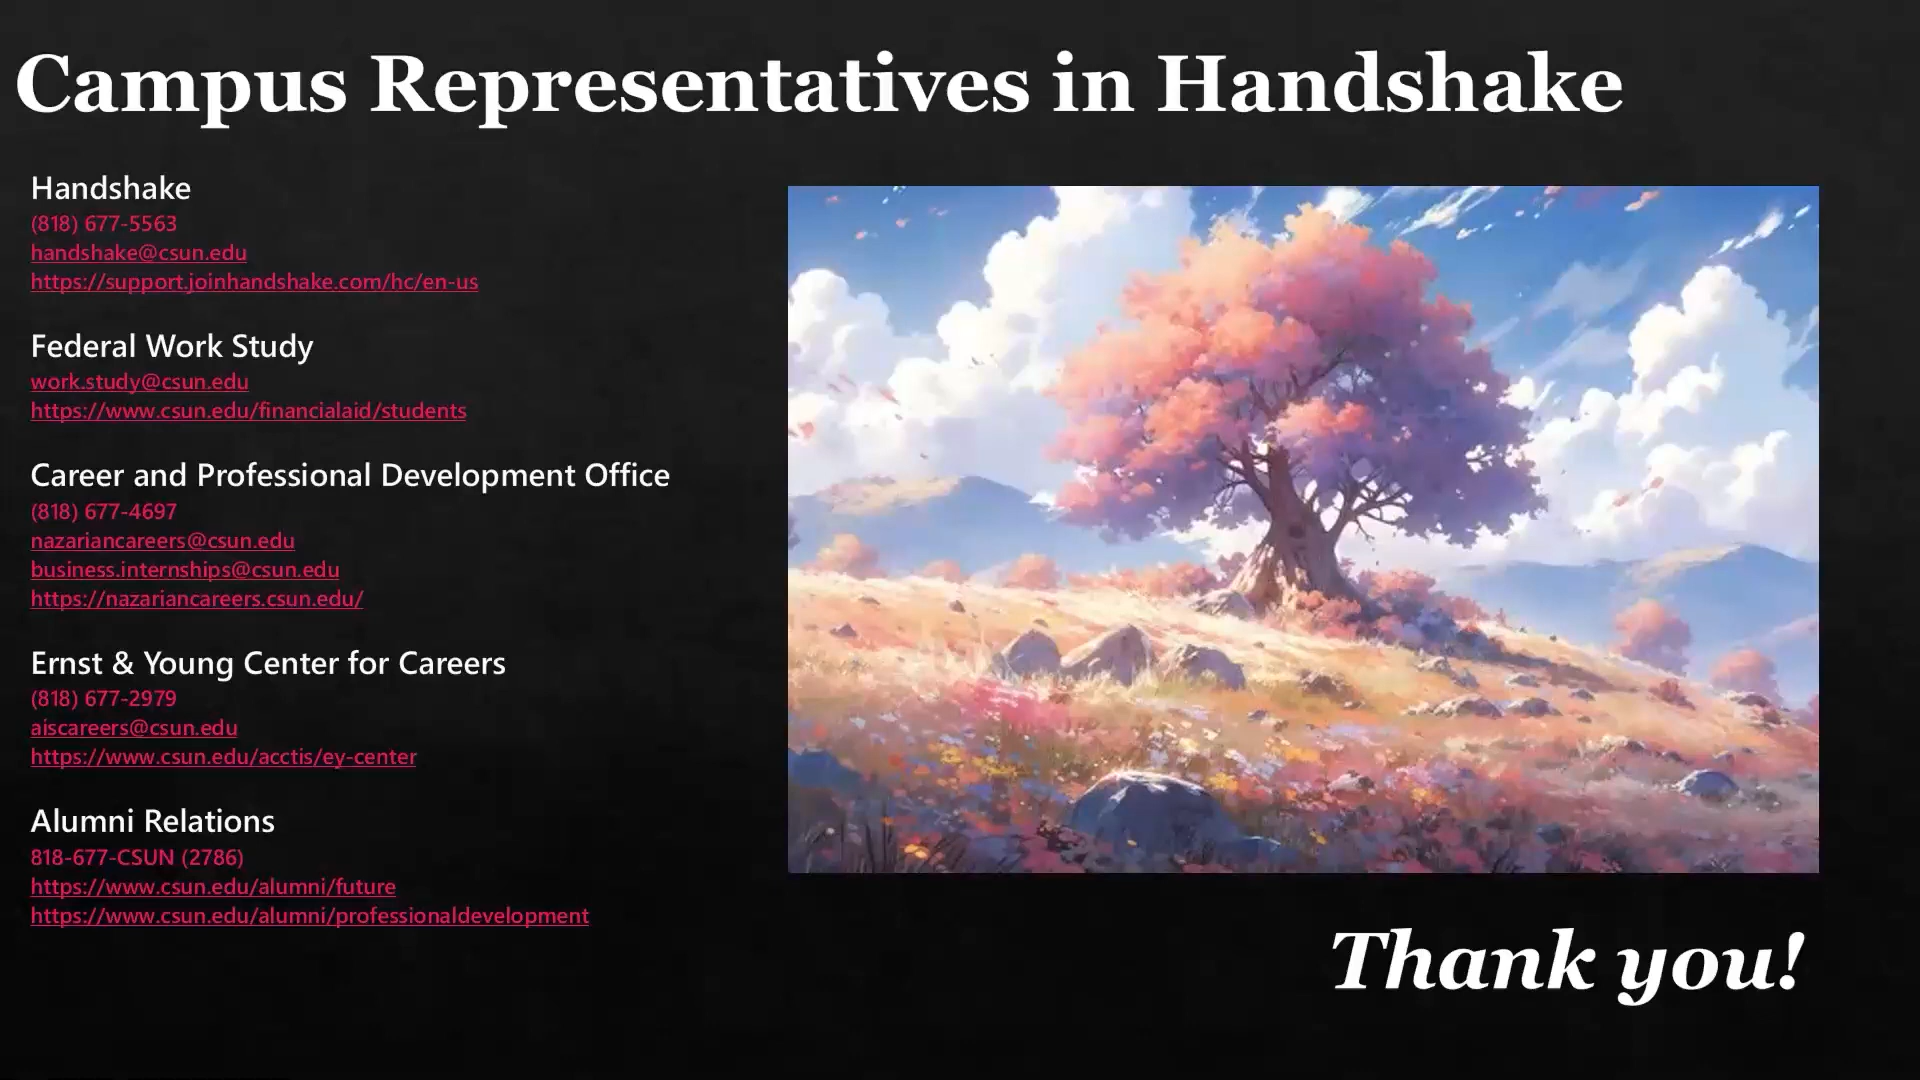 Campus Representatives in Handshake
Handshake
(818) 677-5563
handshake@csun.edu
https://support.joinhandshake.com/hc/en-us
Federal Work Study
work.study@csun.edu
https://www.csun.edu/financialaid/students
Career and Professional Development Office
(818) 677-4697
nazariancareers@csun.edu
business.internships@csun.edu
https://nazariancareers.csun.edu/
Ernst & Young Center for Careers
(818) 677-2979
aiscareers@csun.edu
https://www.csun.edu/acctis/ey-center
Alumni Relations
818-677-CSUN (2786)
https://www.csun.edu/alumni/future
https://www.csun.edu/alumni/professionaldevelopment
Thank you!